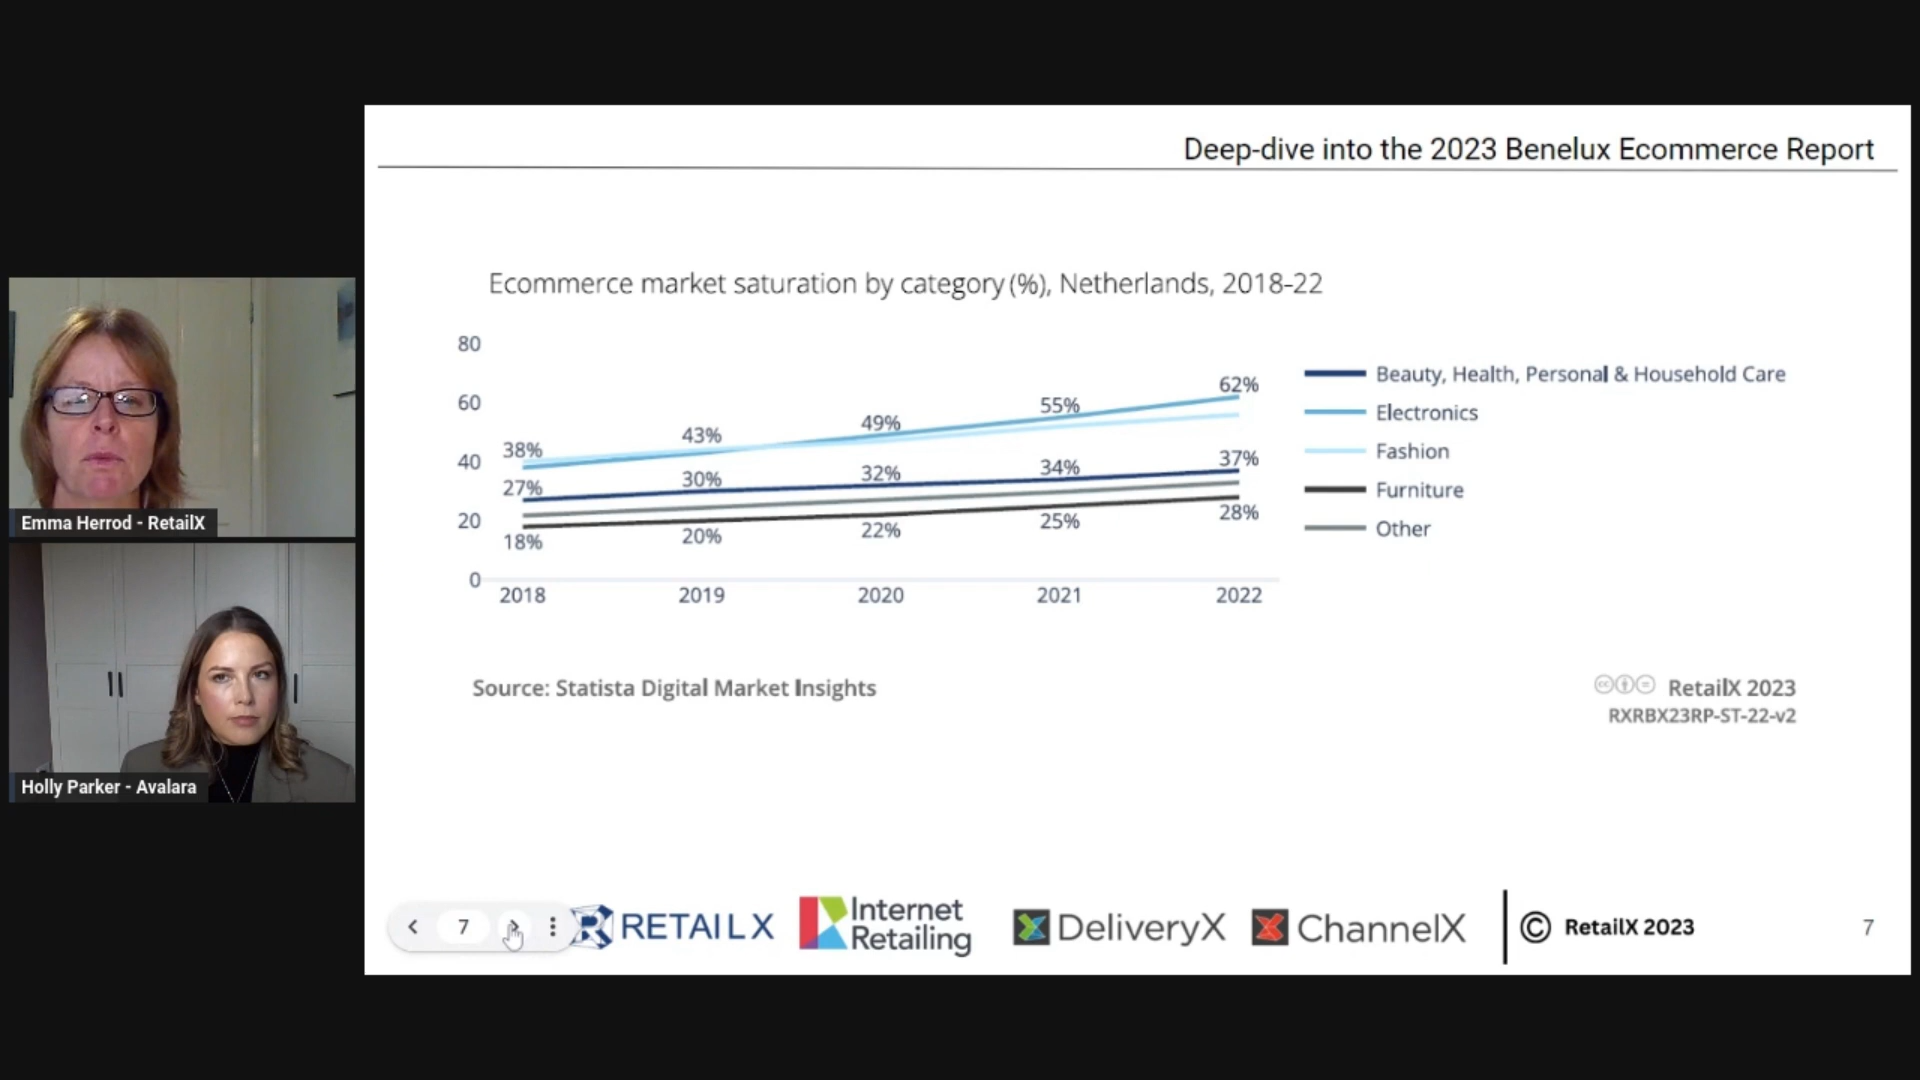 Deep-dive into the 2023 Benelux Ecommerce Report
Ecommerce market saturation by category (%), Netherlands, 2018-22
80
60
40
20
0
38%
43%
49%
55%
62%
27%
30%
32%
34%
37%
18%
20%
22%
25%
28%
2018
2019
2020
2021
2022
Beauty, Health, Personal & Household Care
Electronics
Fashion
Furniture
Other
Source: Statista Digital Market Insights
RetailX 2023
RXRBX23RP-ST-22-v2
Emma Herrod - RetailX
Holly Parker - Avalara
7
RETAILX
Internet
Retailing
DeliveryX
ChannelX
© RetailX 2023
7